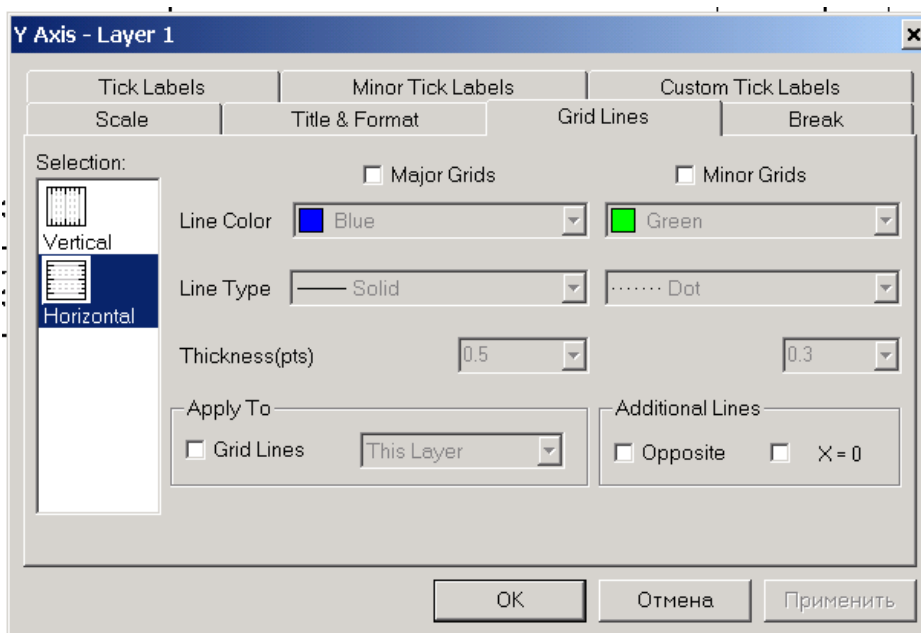 Y Axis - Layer 1
Tick Labels Minor Tick Labels Custom Tick Labels
Scale Title & Format Grid Lines Break
Selection:
Major Grids Minor Grids
Vertical
Line Color Blue Green
Horizontal
Line Type Solid Dot
Thickness(pts) 0.5 0.3
Apply To Additional Lines
Grid Lines This Layer Opposite X = 0
OK Отмена Применить